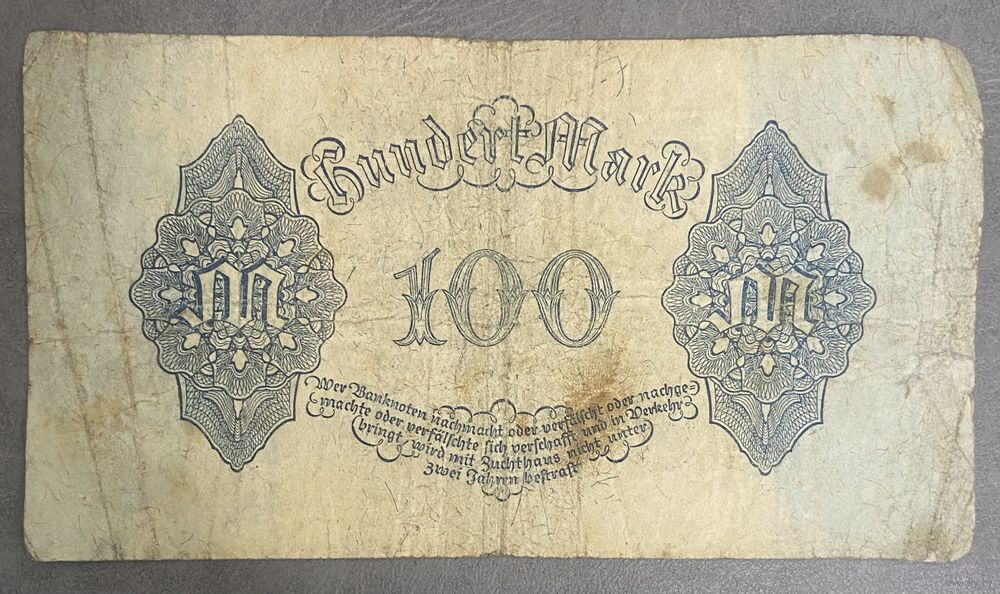 Hundert Mark
M 100 M
Wer Banknoten nachmacht oder verfälscht oder nachge=
machte oder verfälschte sich verschafft und in Verkehr
bringt, wird mit Zuchthaus nicht unter
zwei Jahren bestraft